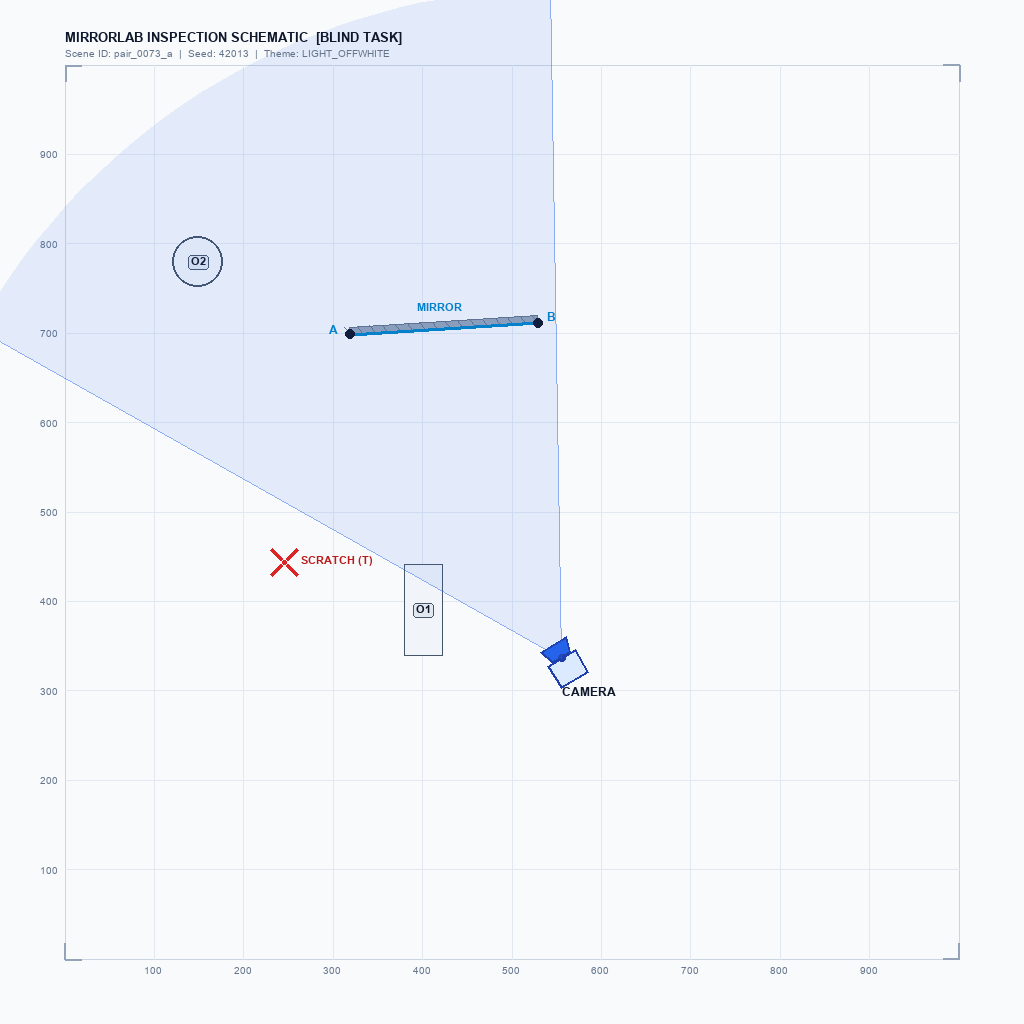 MIRRORLAB INSPECTION SCHEMATIC [BLIND TASK]
Scene ID: pair_0073_a | Seed: 42013 | Theme: LIGHT_OFFWHITE
900
800
O2
MIRROR
A
B
700
600
500
SCRATCH (T)
400
O1
CAMERA
300
200
100
100 200 300 400 500 600 700 800 900